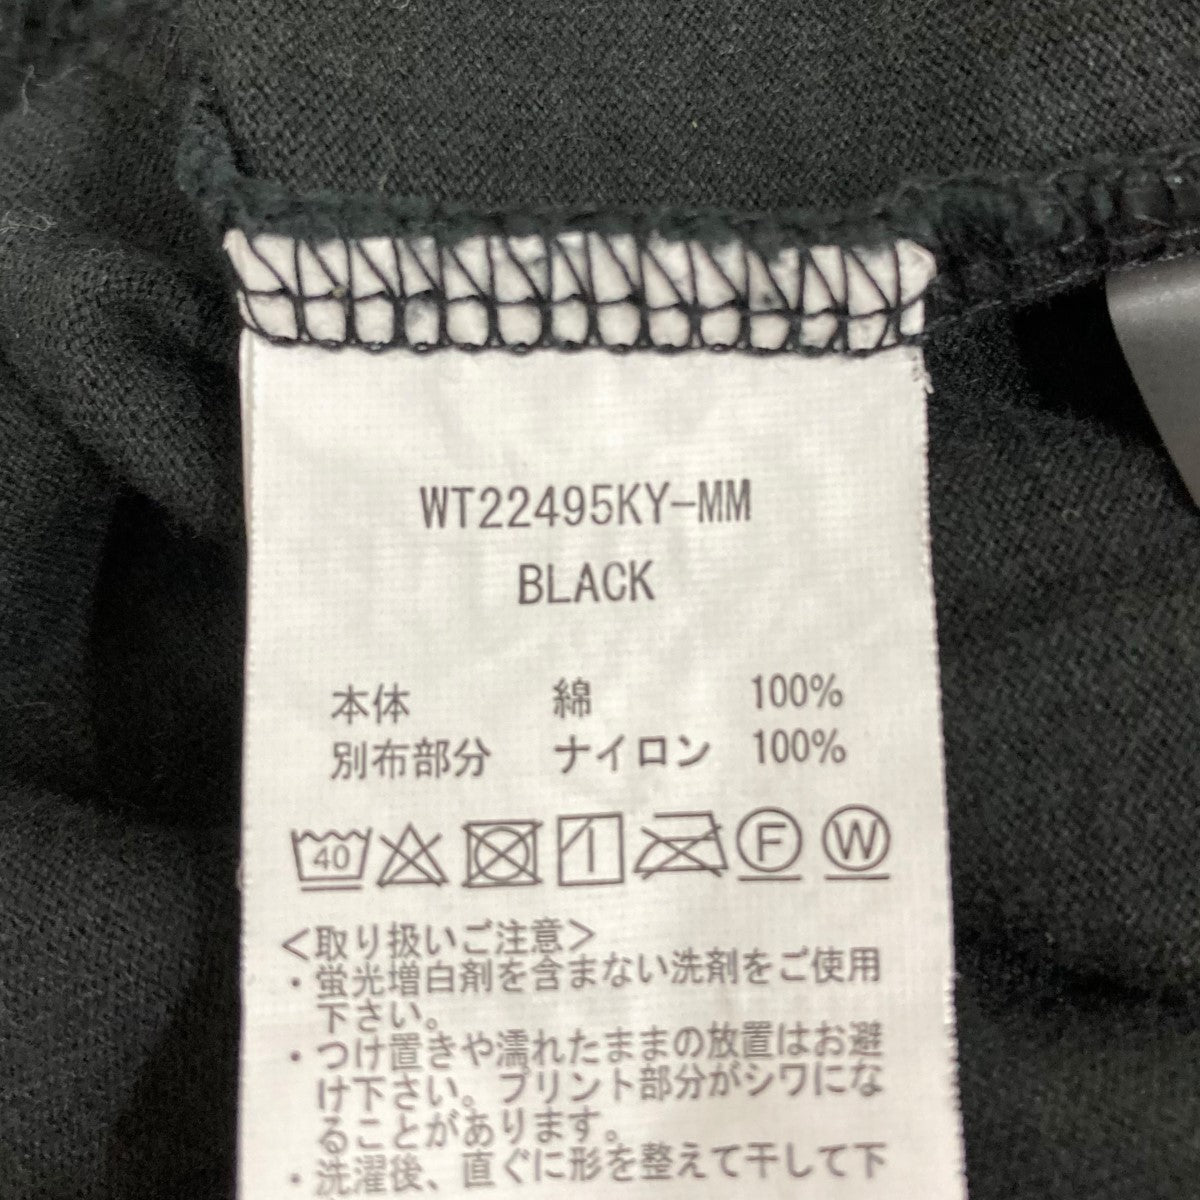 WT22495KY-MM
BLACK
本体 綿 100%
別布部分 ナイロン 100%
40 F W
<取り扱いご注意>
・蛍光増白剤を含まない洗剤をご使用
下さい。
・つけ置きや濡れたままの放置はお避
け下さい。プリント部分がシワにな
ることがあります。
・洗濯後、直ぐに形を整えて干して下